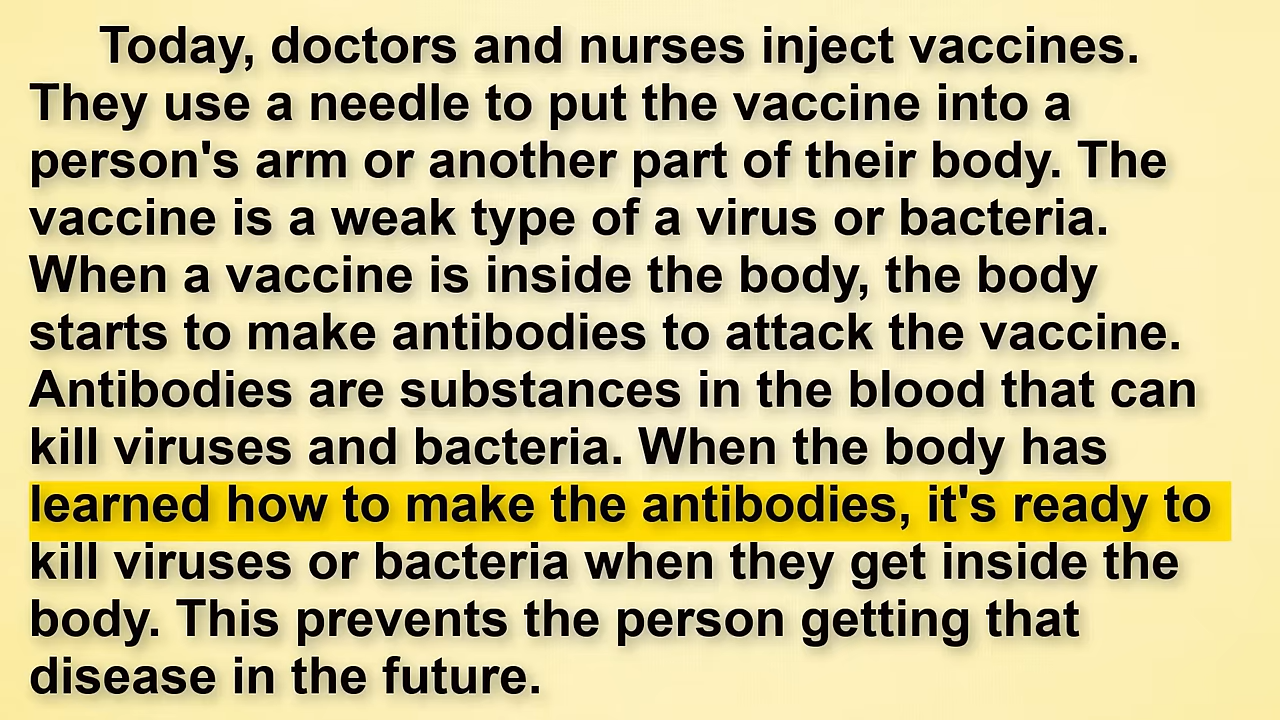 Today, doctors and nurses inject vaccines.
They use a needle to put the vaccine into a
person's arm or another part of their body. The
vaccine is a weak type of a virus or bacteria.
When a vaccine is inside the body, the body
starts to make antibodies to attack the vaccine.
Antibodies are substances in the blood that can
kill viruses and bacteria. When the body has
learned how to make the antibodies, it's ready to
kill viruses or bacteria when they get inside the
body. This prevents the person getting that
disease in the future.